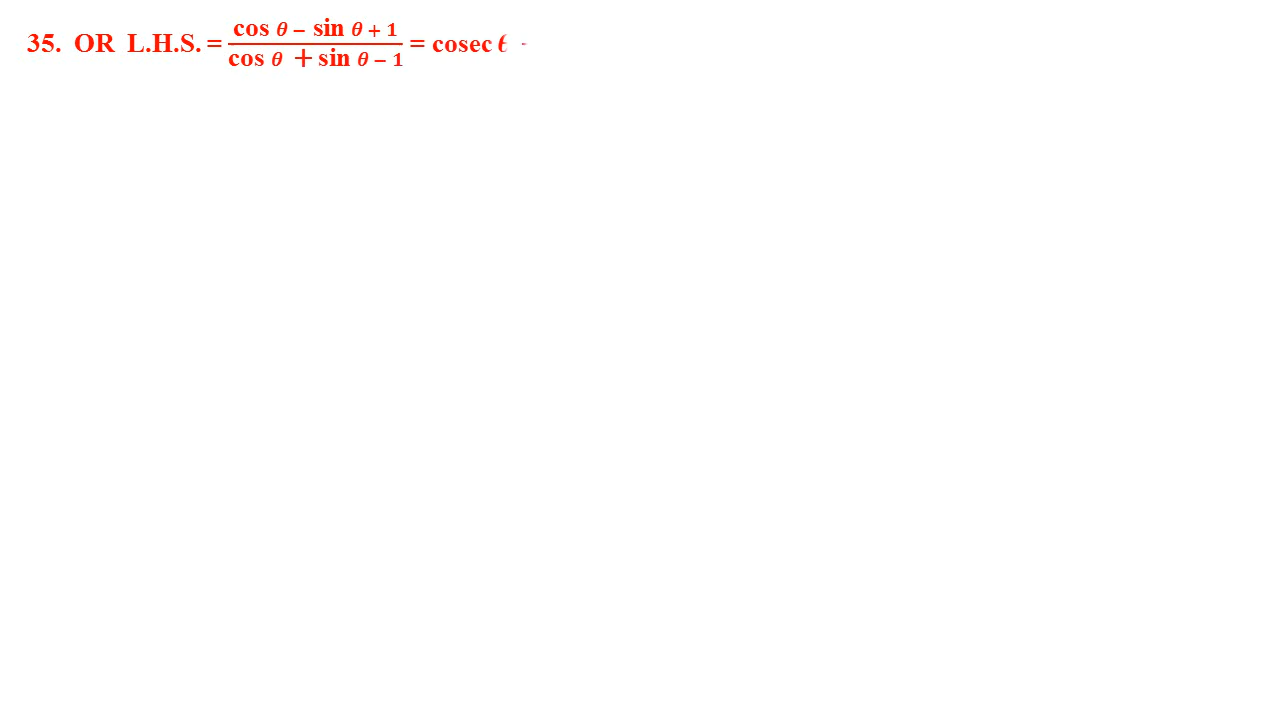 35. OR L.H.S. = (cos θ – sin θ + 1) / (cos θ + sin θ – 1) = cosec θ